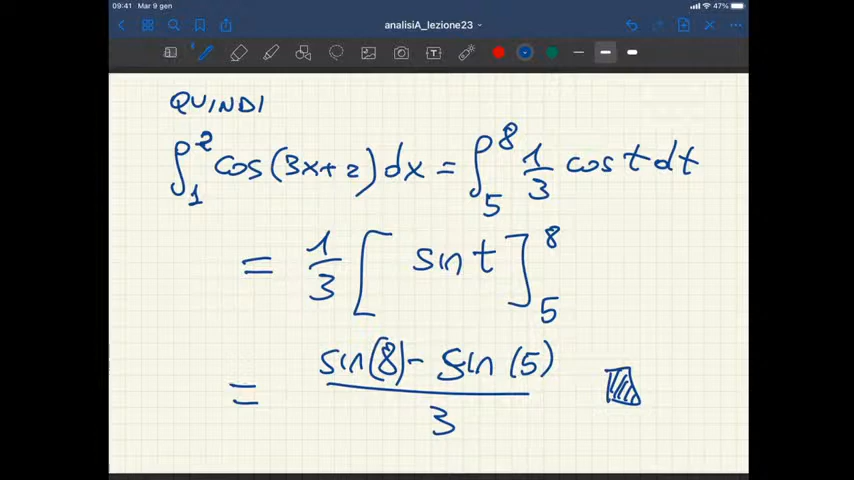 09:41 Mar 9 gen
47%
analisiA_lezione23
QUINDI
∫₁² cos(3x+2)dx = ∫₅⁸ 1/3 cos t dt
= 1/3 [ sin t ]₅⁸
= (sin(8) - sin(5))/3